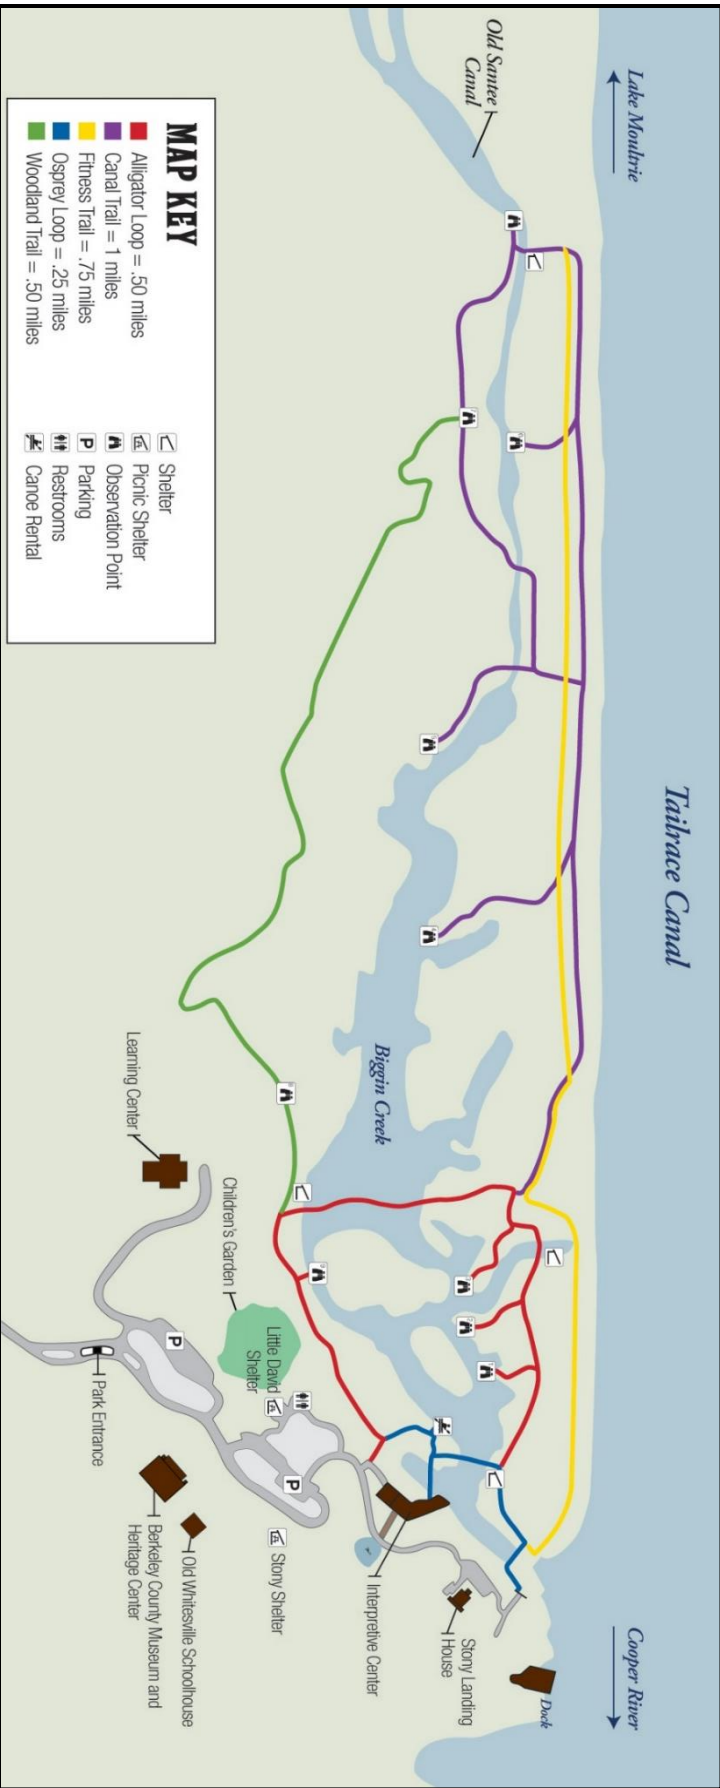 Lake Moultrie
Tailrace Canal
Cooper River
Old Santee
Canal
Biggin Creek
Dock
Stony Landing
House
Interpretive Center
Stony Shelter
Little David
Shelter
Children's Garden
Learning Center
Park Entrance
Old Whitesville Schoolhouse
Berkeley County Museum and
Heritage Center
P
P
MAP KEY
Alligator Loop = .50 miles
Canal Trail = 1 miles
Fitness Trail = .75 miles
Osprey Loop = .25 miles
Woodland Trail = .50 miles
Shelter
Picnic Shelter
Observation Point
P Parking
Restrooms
Canoe Rental